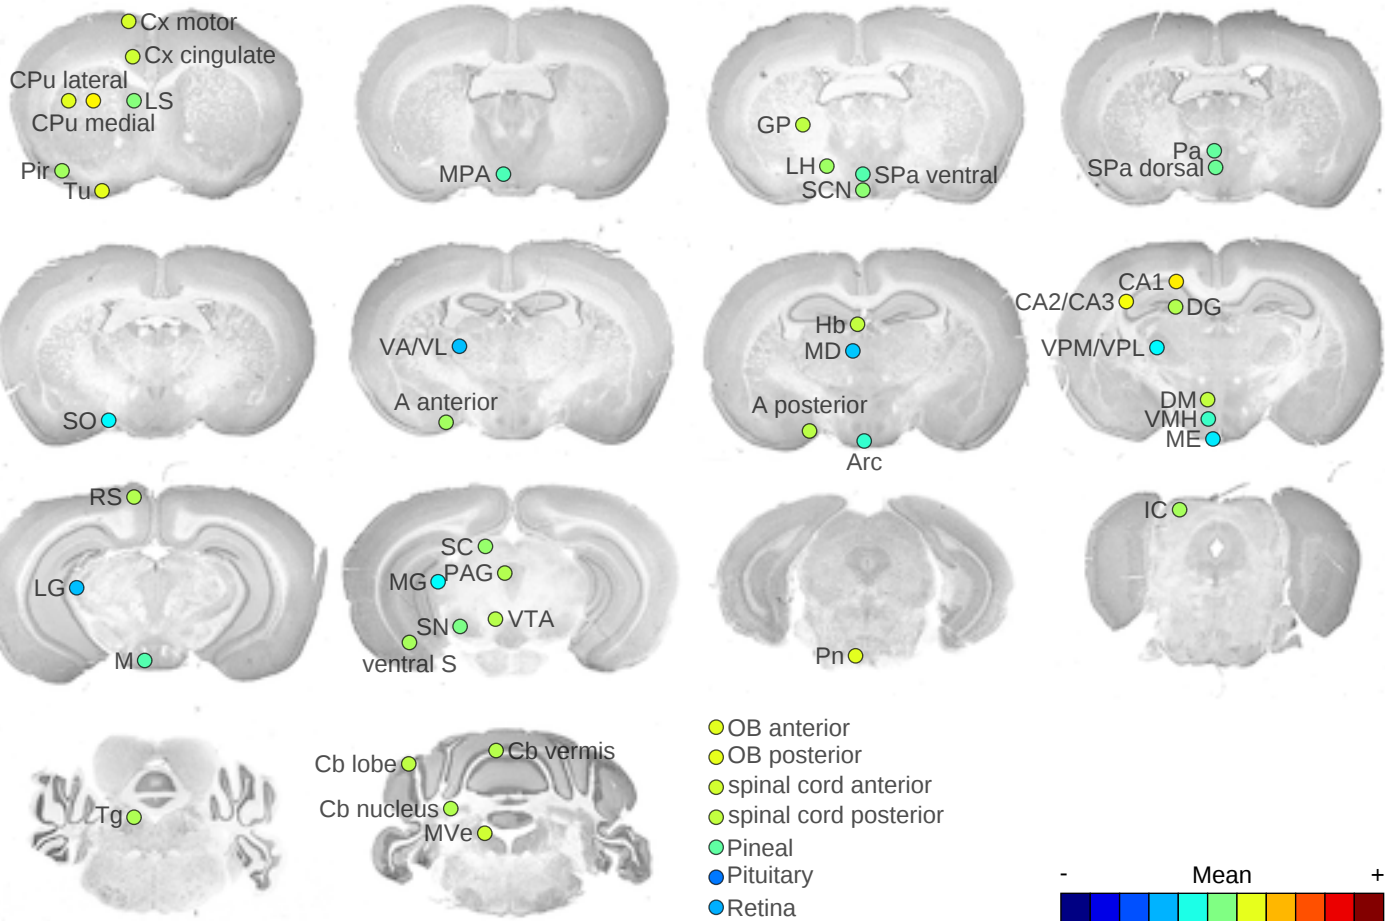 Cx motor
Cx cingulate
CPu lateral
LS
CPu medial
Pir
Tu
MPA
GP
LH
SPa ventral
SCN
Pa
SPa dorsal
SO
VA/VL
A anterior
Hb
MD
A posterior
Arc
CA1
CA2/CA3
DG
VPM/VPL
DM
VMH
ME
RS
LG
M
SC
MG
PAG
SN
VTA
ventral S
Pn
IC
Tg
Cb lobe
Cb vermis
Cb nucleus
MVe
OB anterior
OB posterior
spinal cord anterior
spinal cord posterior
Pineal
Pituitary
Retina
- Mean +